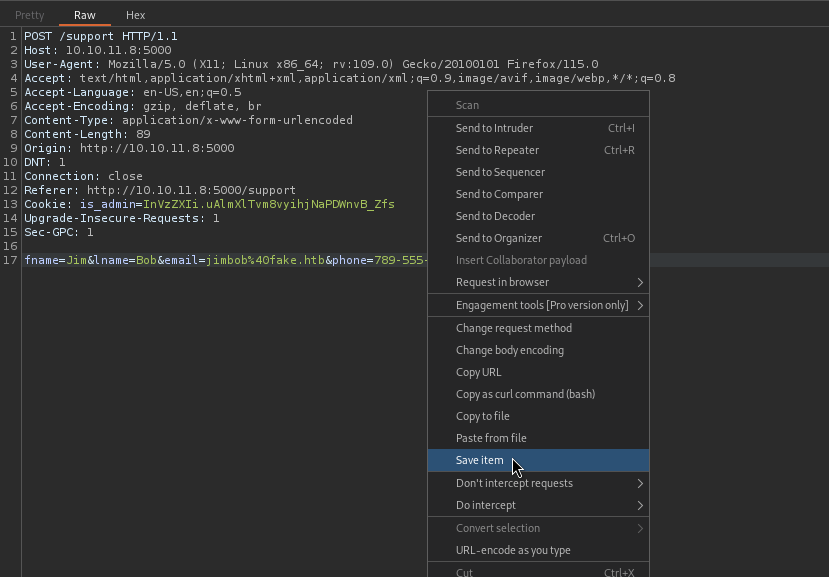 Pretty Raw Hex
1 POST /support HTTP/1.1
2 Host: 10.10.11.8:5000
3 User-Agent: Mozilla/5.0 (X11; Linux x86_64; rv:109.0) Gecko/20100101 Firefox/115.0
4 Accept: text/html,application/xhtml+xml,application/xml;q=0.9,image/avif,image/webp,*/*;q=0.8
5 Accept-Language: en-US,en;q=0.5
6 Accept-Encoding: gzip, deflate, br
7 Content-Type: application/x-www-form-urlencoded
8 Content-Length: 89
9 Origin: http://10.10.11.8:5000
10 DNT: 1
11 Connection: close
12 Referer: http://10.10.11.8:5000/support
13 Cookie: is_admin=InVzZXIi.uAlmXlTvm8vyihjNaPDWnvB_Zfs
14 Upgrade-Insecure-Requests: 1
15 Sec-GPC: 1
16
17 fname=Jim&lname=Bob&email=jimbob%40fake.htb&phone=789-555-
Scan
Send to Intruder Ctrl+I
Send to Repeater Ctrl+R
Send to Sequencer
Send to Comparer
Send to Decoder
Send to Organizer Ctrl+O
Insert Collaborator payload
Request in browser
Engagement tools [Pro version only]
Change request method
Change body encoding
Copy URL
Copy as curl command (bash)
Copy to file
Paste from file
Save item
Don't intercept requests
Do intercept
Convert selection
URL-encode as you type
Cut Ctrl+X